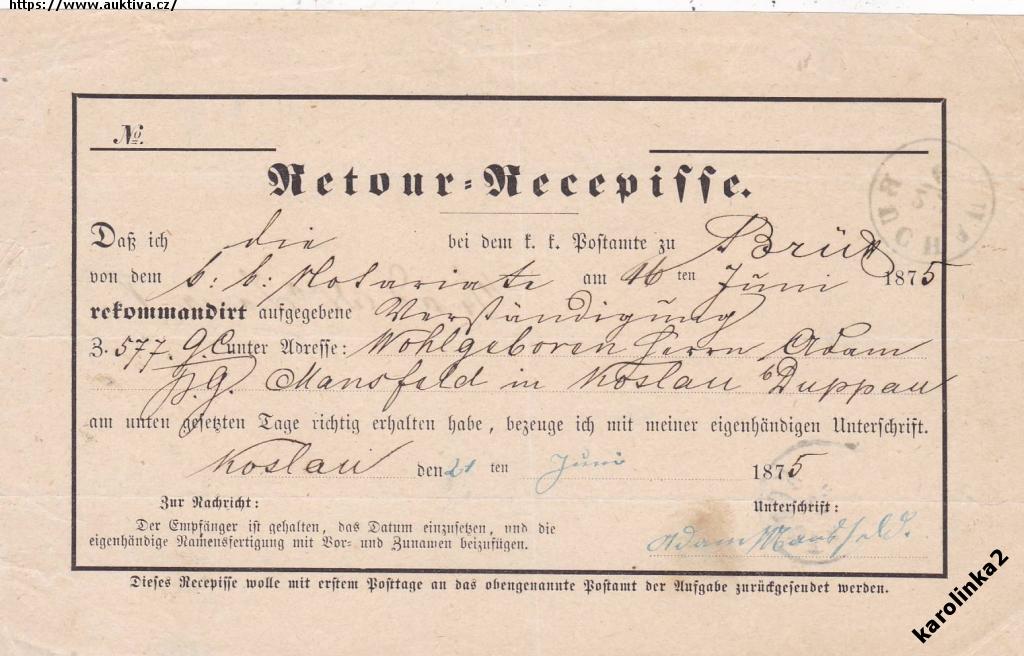 https://www.auktiva.cz/
No.
Retour-Recepisse.
Daß ich die bei dem k. k. Postamte zu Brüx
von dem k. k. Notariate am 16 ten Juni 1875
rekommandirt aufgegebene Verständigung
Z. 577 G. C. unter Adresse: Wohlgeboren Herrn Adam
Mansfeld in Koslau b Duppau
am unten gesetzten Tage richtig erhalten habe, bezeuge ich mit meiner eigenhändigen Unterschrift.
Koslau den 21 ten Juni 1875
Zur Nachricht:
Der Empfänger ist gehalten, das Datum einzusetzen, und die
eigenhändige Namensfertigung mit Vor- und Zunamen beizufügen.
Unterschrift:
Adam Mansfeld.
Dieses Recepisse wolle mit erstem Posttage an das obengenannte Postamt der Aufgabe zurückgesendet werden.
BUCHAU
karolinka2